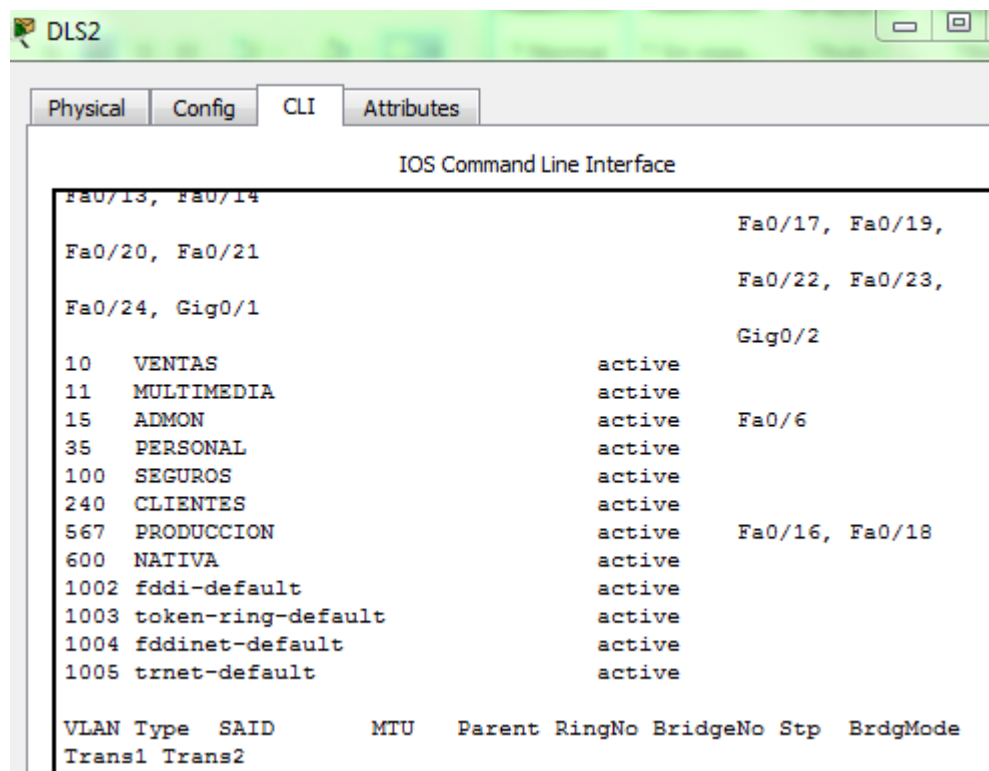 DLS2
Physical Config CLI Attributes
IOS Command Line Interface
Fa0/13, Fa0/14
Fa0/17, Fa0/19,
Fa0/20, Fa0/21
Fa0/22, Fa0/23,
Fa0/24, Gig0/1
Gig0/2
10 VENTAS active
11 MULTIMEDIA active
15 ADMON active Fa0/6
35 PERSONAL active
100 SEGUROS active
240 CLIENTES active
567 PRODUCCION active Fa0/16, Fa0/18
600 NATIVA active
1002 fddi-default active
1003 token-ring-default active
1004 fddinet-default active
1005 trnet-default active
VLAN Type SAID MTU Parent RingNo BridgeNo Stp BrdgMode
Trans1 Trans2